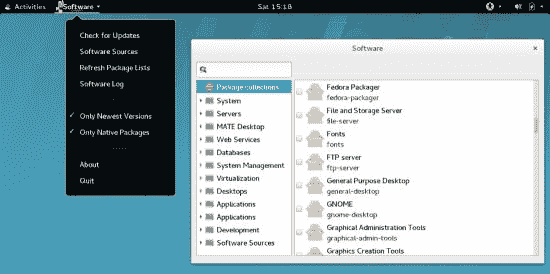 Activities
Software
Sat 15:18
Check for Updates
Software Sources
Refresh Package Lists
Software Log
Only Newest Versions
Only Native Packages
About
Quit
Software
Package collections
System
Servers
MATE Desktop
Web Services
Databases
System Management
Virtualization
Desktops
Applications
Applications
Development
Software Sources
Fedora Packager
fedora-packager
File and Storage Server
file-server
Fonts
fonts
FTP server
ftp-server
General Purpose Desktop
general-desktop
GNOME
gnome-desktop
Graphical Administration Tools
graphical-admin-tools
Graphics Creation Tools